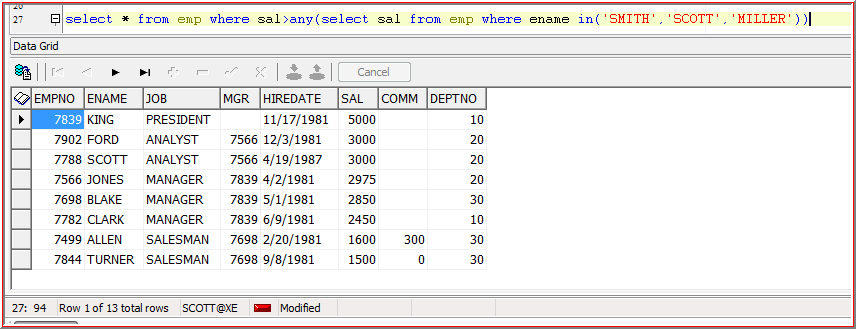 27 select * from emp where sal>any(select sal from emp where ename in('SMITH','SCOTT','MILLER'))
Data Grid
Cancel
EMPNO ENAME JOB MGR HIREDATE SAL COMM DEPTNO
7839 KING PRESIDENT 11/17/1981 5000 10
7902 FORD ANALYST 7566 12/3/1981 3000 20
7788 SCOTT ANALYST 7566 4/19/1987 3000 20
7566 JONES MANAGER 7839 4/2/1981 2975 20
7698 BLAKE MANAGER 7839 5/1/1981 2850 30
7782 CLARK MANAGER 7839 6/9/1981 2450 10
7499 ALLEN SALESMAN 7698 2/20/1981 1600 300 30
7844 TURNER SALESMAN 7698 9/8/1981 1500 0 30
27: 94 Row 1 of 13 total rows SCOTT@XE Modified